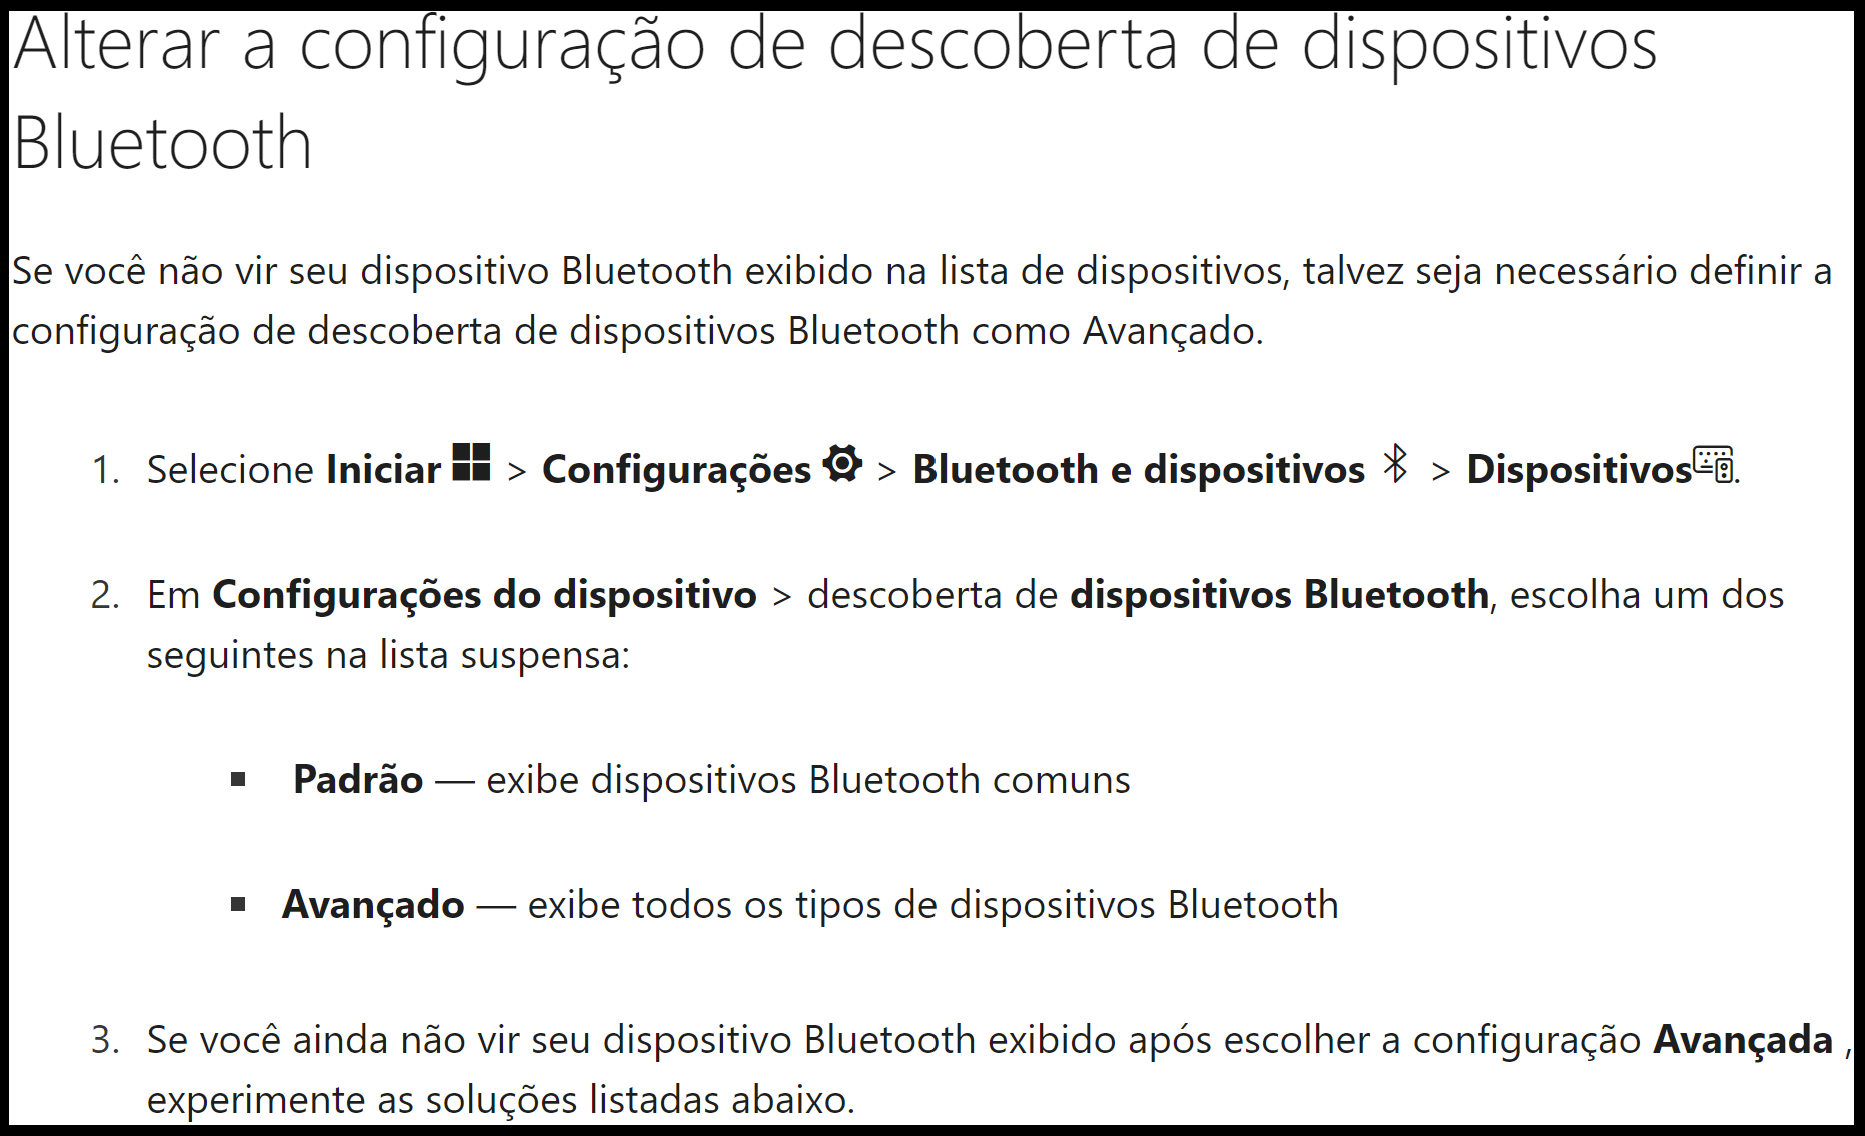 Alterar a configuração de descoberta de dispositivos
Bluetooth
Se você não vir seu dispositivo Bluetooth exibido na lista de dispositivos, talvez seja necessário definir a
configuração de descoberta de dispositivos Bluetooth como Avançado.
1. Selecione Iniciar > Configurações > Bluetooth e dispositivos > Dispositivos.
2. Em Configurações do dispositivo > descoberta de dispositivos Bluetooth, escolha um dos
seguintes na lista suspensa:
▪ Padrão — exibe dispositivos Bluetooth comuns
▪ Avançado — exibe todos os tipos de dispositivos Bluetooth
3. Se você ainda não vir seu dispositivo Bluetooth exibido após escolher a configuração Avançada ,
experimente as soluções listadas abaixo.